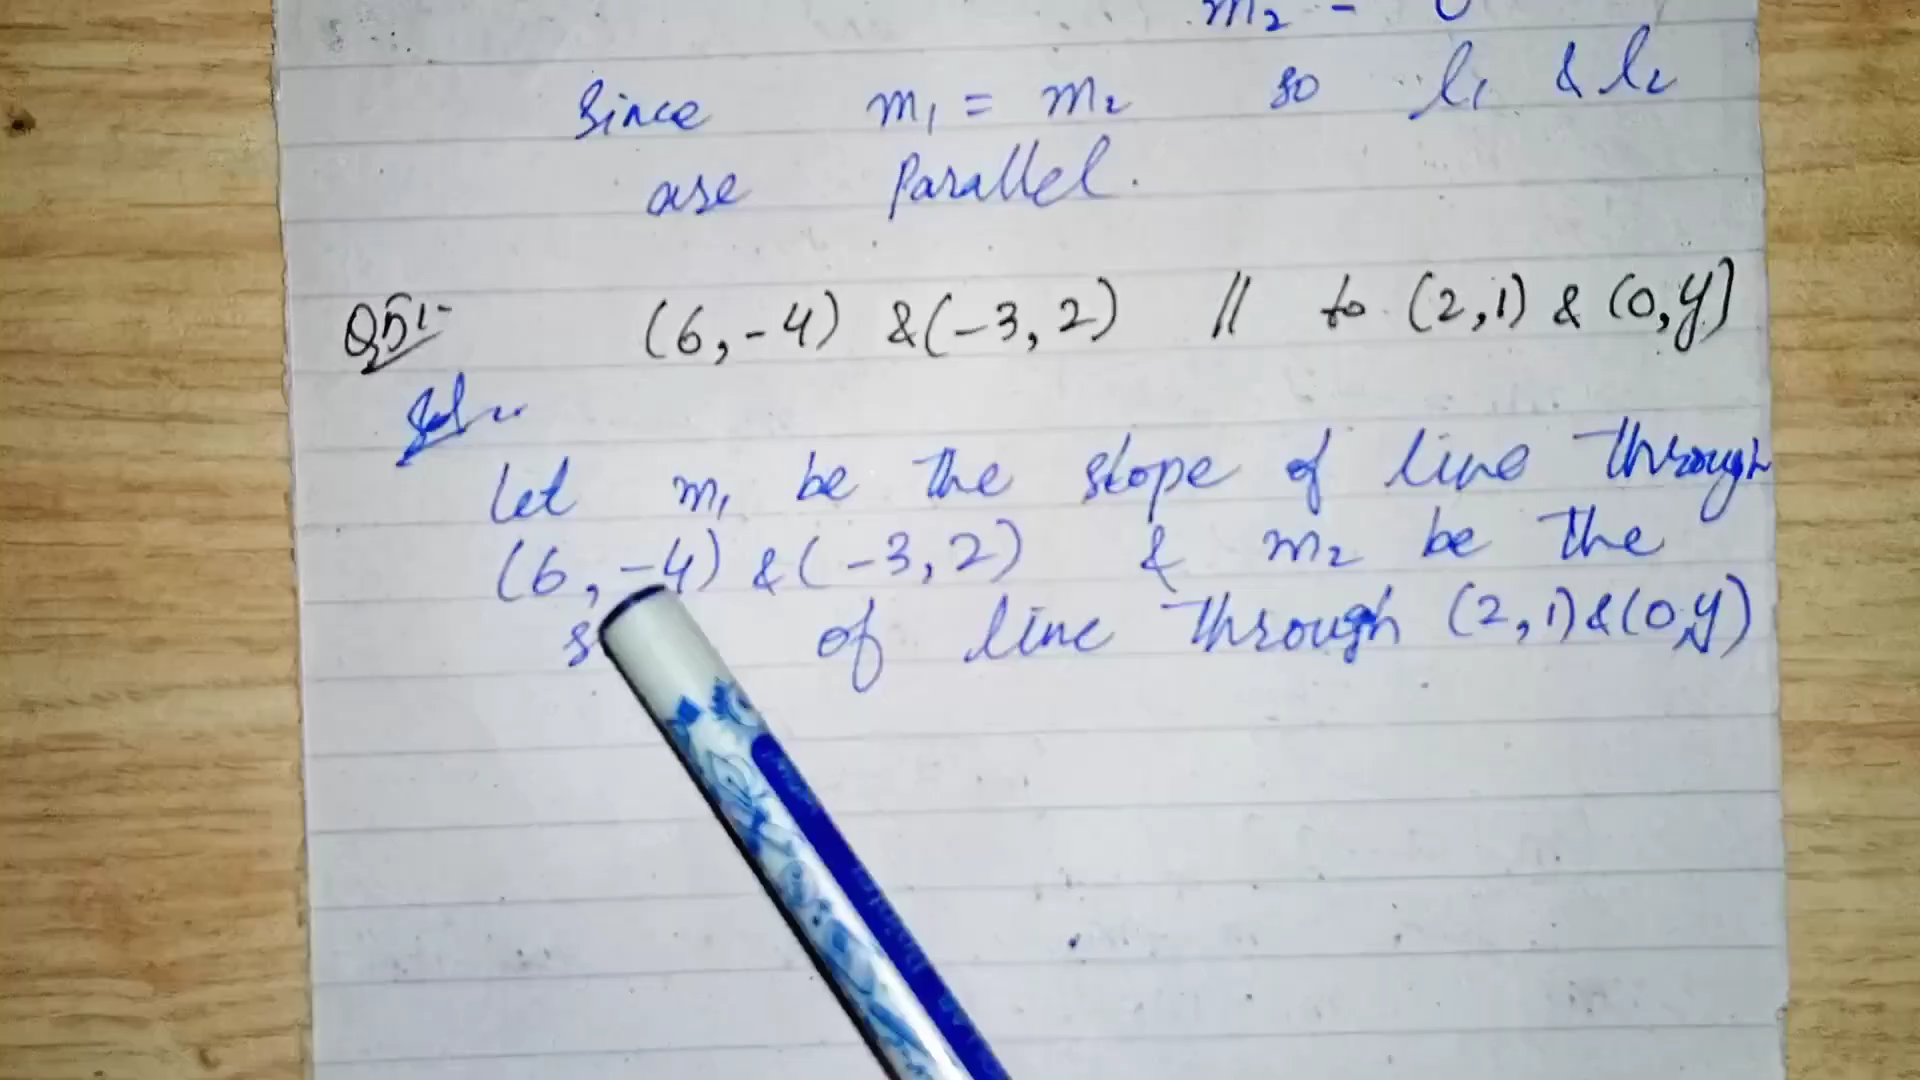 m₂ = 0
Since m₁ = m₂ so l₁ & l₂
are Parallel.
Q5:- (6,-4) &(-3,2) // to (2,1) & (0,y)
Sol:-
Let m₁ be the slope of line through
(6,-4) &(-3,2) & m₂ be the
of line through (2,1)&(0,y)